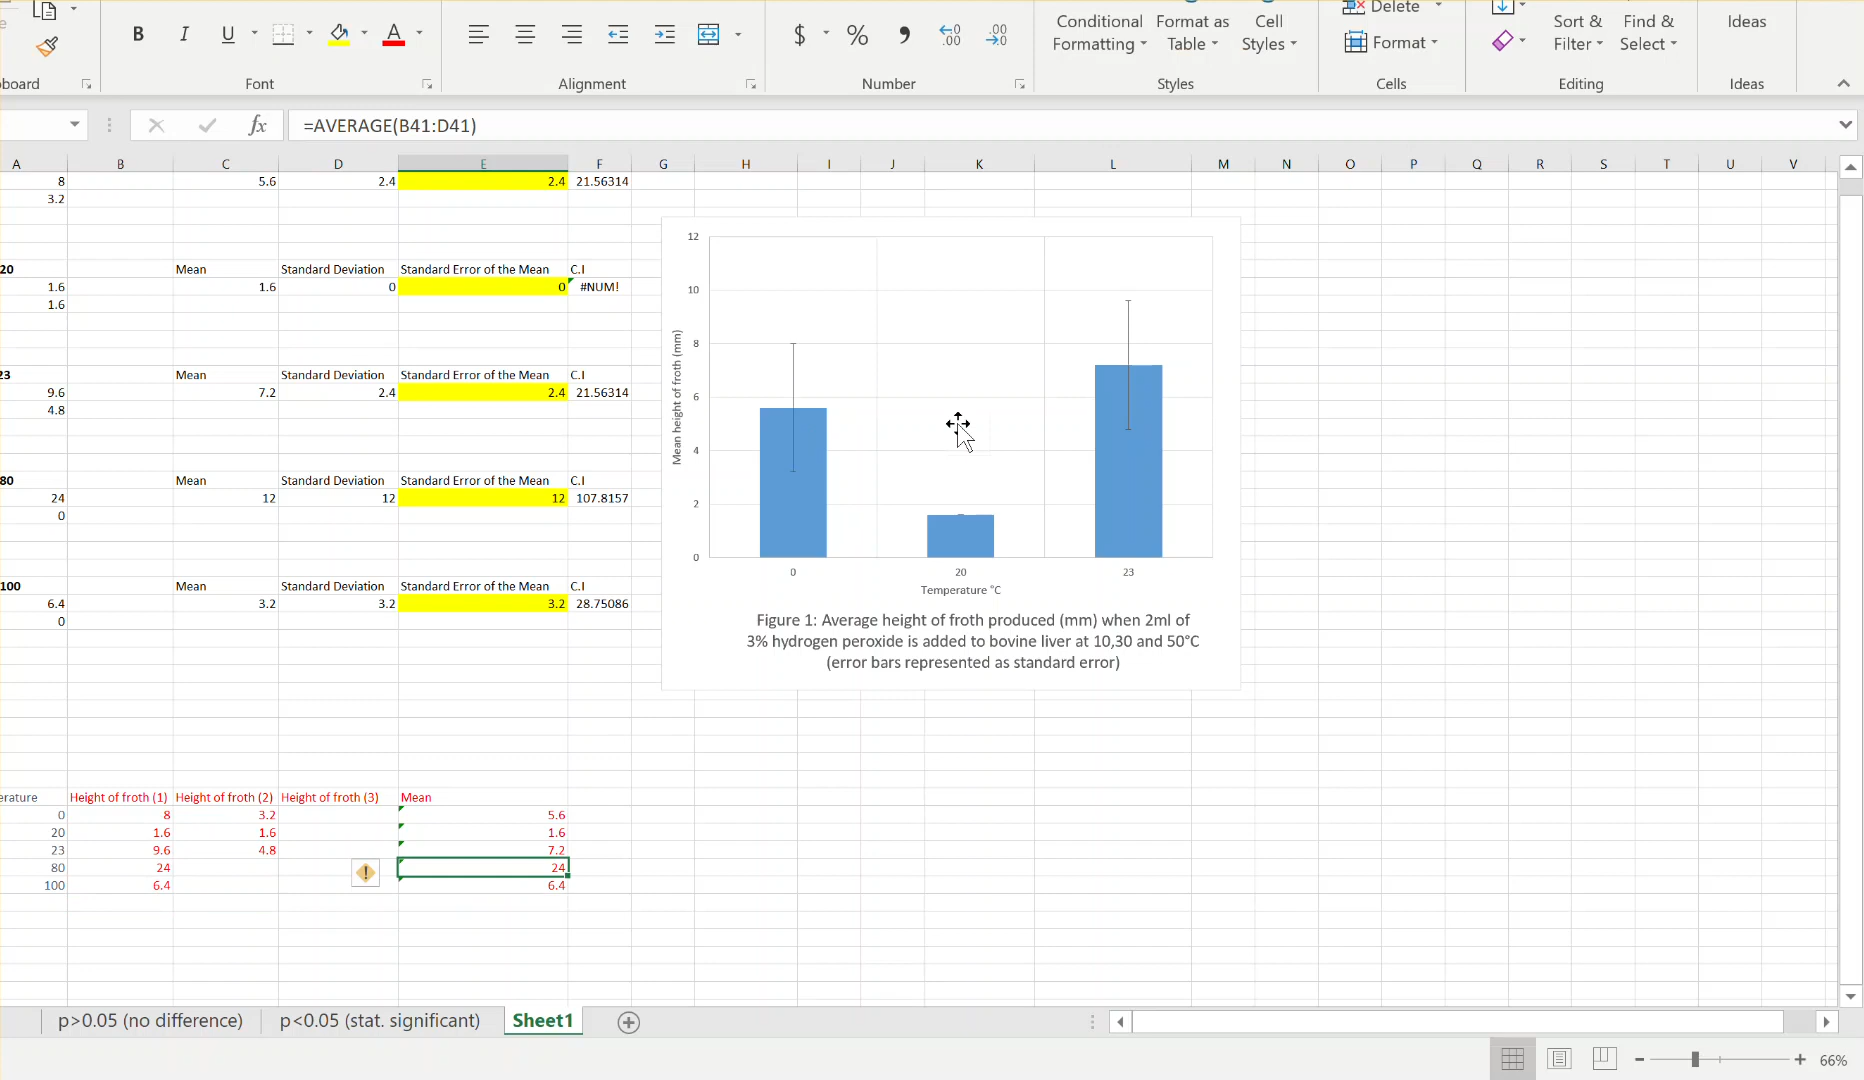 Conditional Format as Cell Delete Sort & Find & Ideas
B I U A $ % , Formatting Table Styles Format Filter Select
board Font Alignment Number Styles Cells Editing Ideas
fx =AVERAGE(B41:D41)
A B C D E F G H I J K L M N O P Q R S T U V
8 5.6 2.4 2.4 21.56314
3.2
20 Mean Standard Deviation Standard Error of the Mean C.I
1.6 1.6 0 0 #NUM!
1.6
23 Mean Standard Deviation Standard Error of the Mean C.I
9.6 7.2 2.4 2.4 21.56314
4.8
80 Mean Standard Deviation Standard Error of the Mean C.I
24 12 12 12 107.8157
0
100 Mean Standard Deviation Standard Error of the Mean C.I
6.4 3.2 3.2 3.2 28.75086
0
12
10
8
6
4
2
0
Mean height of froth (mm)
0 20 23
Temperature °C
Figure 1: Average height of froth produced (mm) when 2ml of
3% hydrogen peroxide is added to bovine liver at 10,30 and 50°C
(error bars represented as standard error)
erature Height of froth (1) Height of froth (2) Height of froth (3) Mean
0 8 3.2 5.6
20 1.6 1.6 1.6
23 9.6 4.8 7.2
80 24 24
100 6.4 6.4
p>0.05 (no difference) p<0.05 (stat. significant) Sheet1
66%